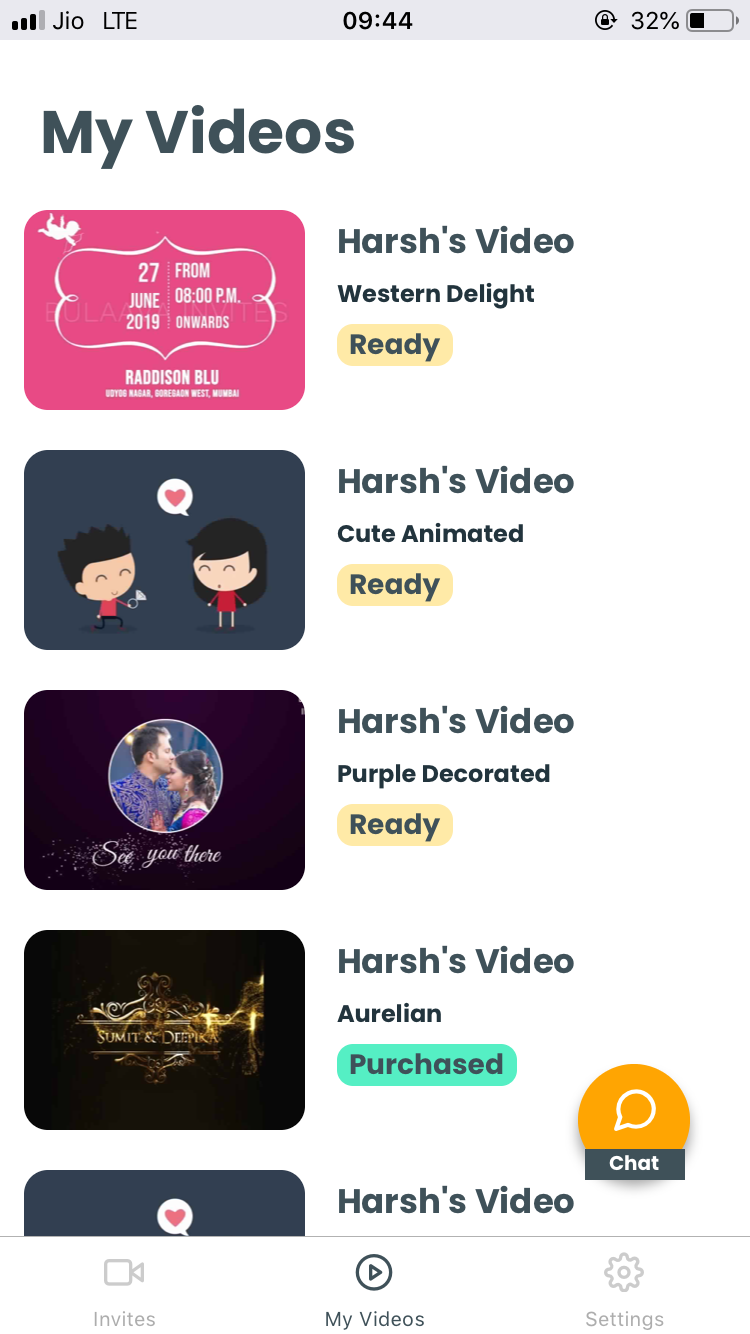 Jio LTE 09:44 32%
My Videos
27
JUNE
2019
FROM
08:00 P.M.
ONWARDS
BULAAVA INVITES
RADDISON BLU
UDYOG NAGAR, GOREGAON WEST, MUMBAI
Harsh's Video
Western Delight
Ready
Harsh's Video
Cute Animated
Ready
See you there
Harsh's Video
Purple Decorated
Ready
SUMIT & DEEPIKA
Harsh's Video
Aurelian
Purchased
Chat
Harsh's Video
Invites
My Videos
Settings